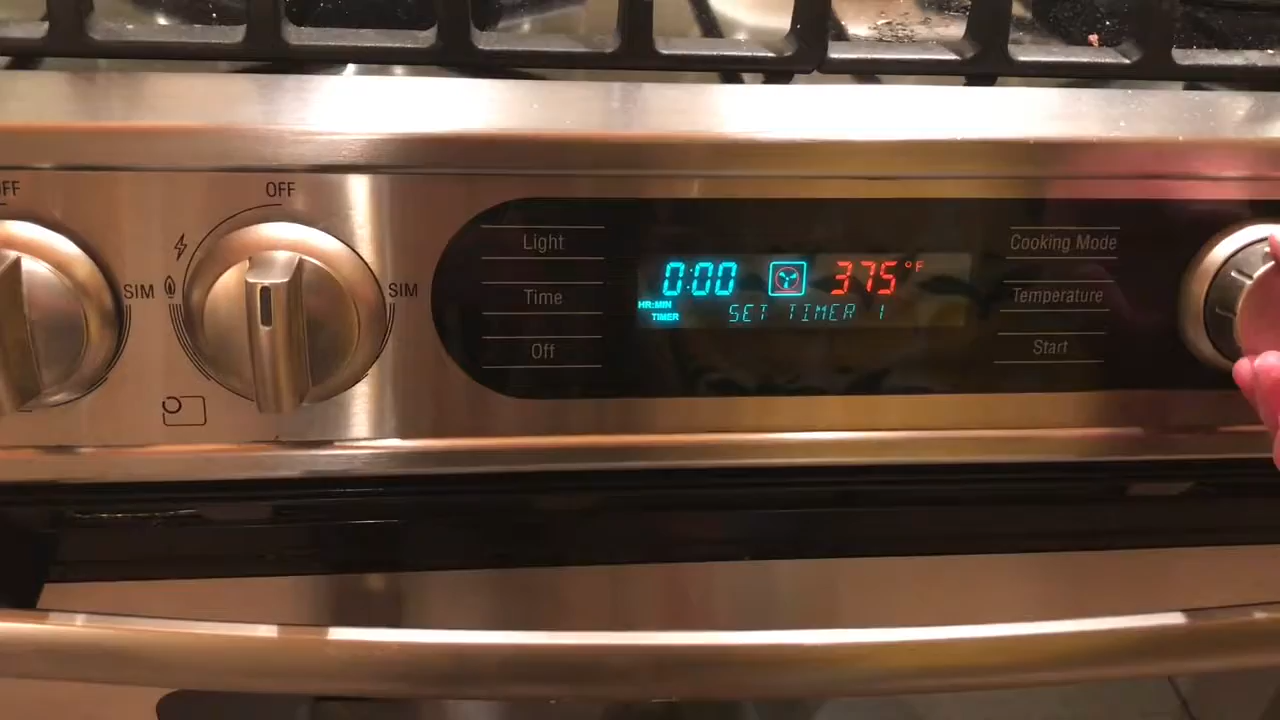 FF
OFF
SIM
SIM
Light
Time
Off
0:00
375°F
HR:MIN
TIMER
SET TIMER 1
Cooking Mode
Temperature
Start